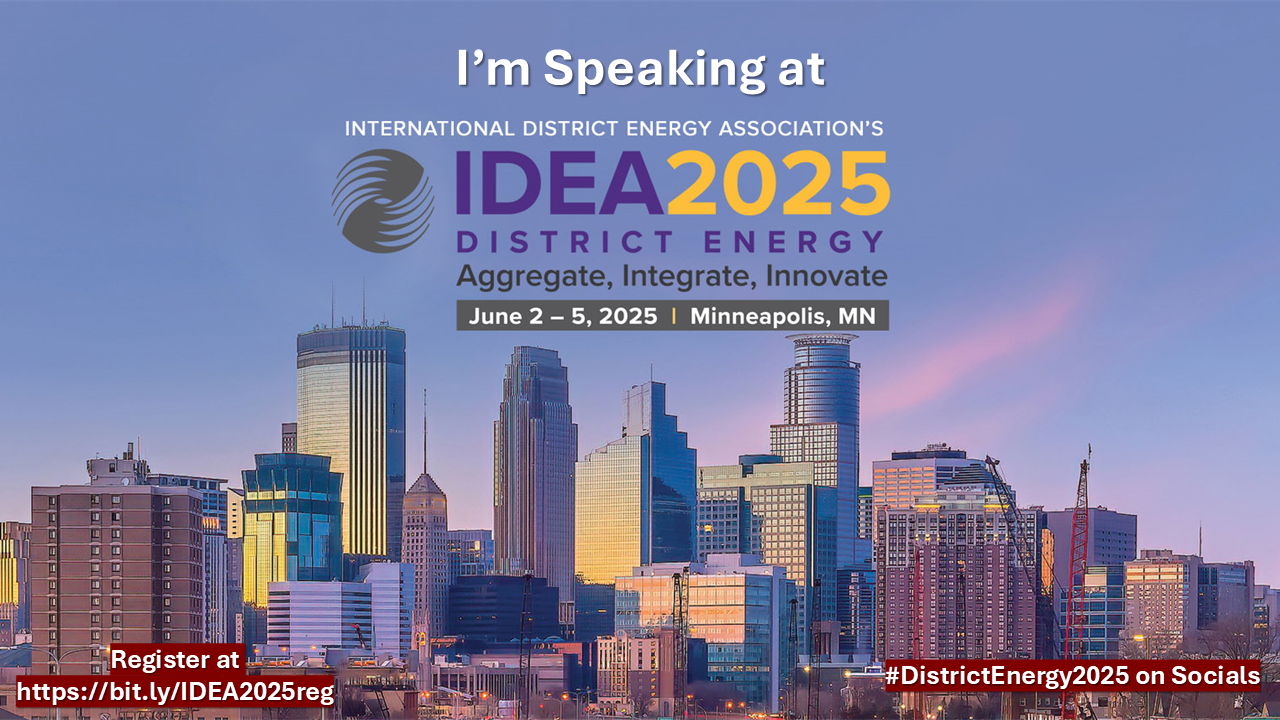 I’m Speaking at
INTERNATIONAL DISTRICT ENERGY ASSOCIATION’S
IDEA2025
DISTRICT ENERGY
Aggregate, Integrate, Innovate
June 2 – 5, 2025 | Minneapolis, MN
Register at
https://bit.ly/IDEA2025reg
#DistrictEnergy2025 on Socials